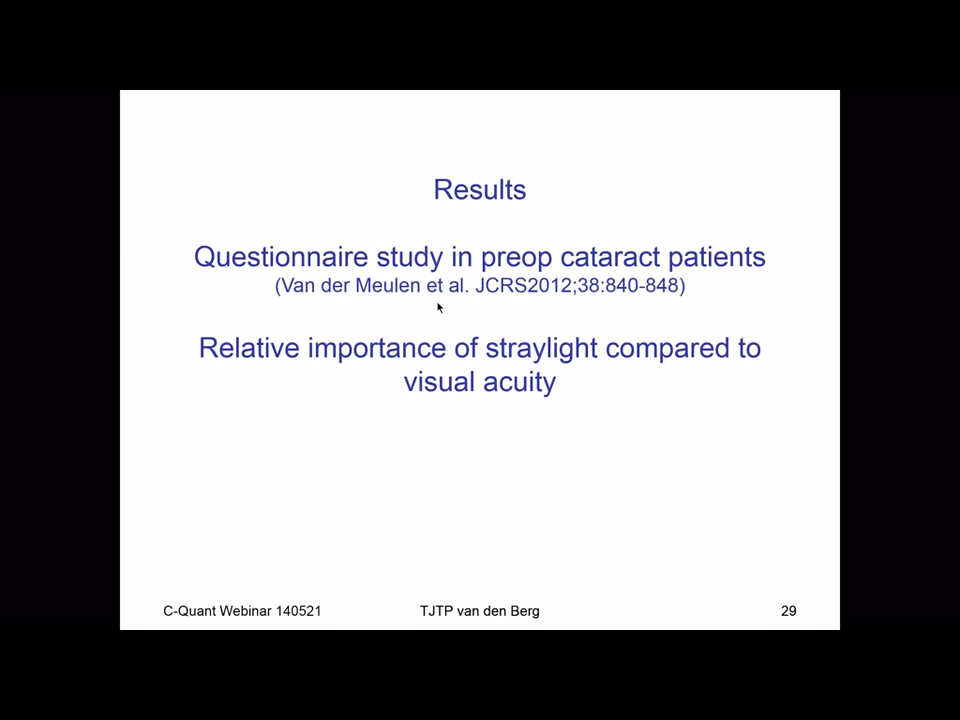 Results
Questionnaire study in preop cataract patients
(Van der Meulen et al. JCRS2012;38:840-848)
Relative importance of straylight compared to
visual acuity
C-Quant Webinar 140521 TJTP van den Berg 29